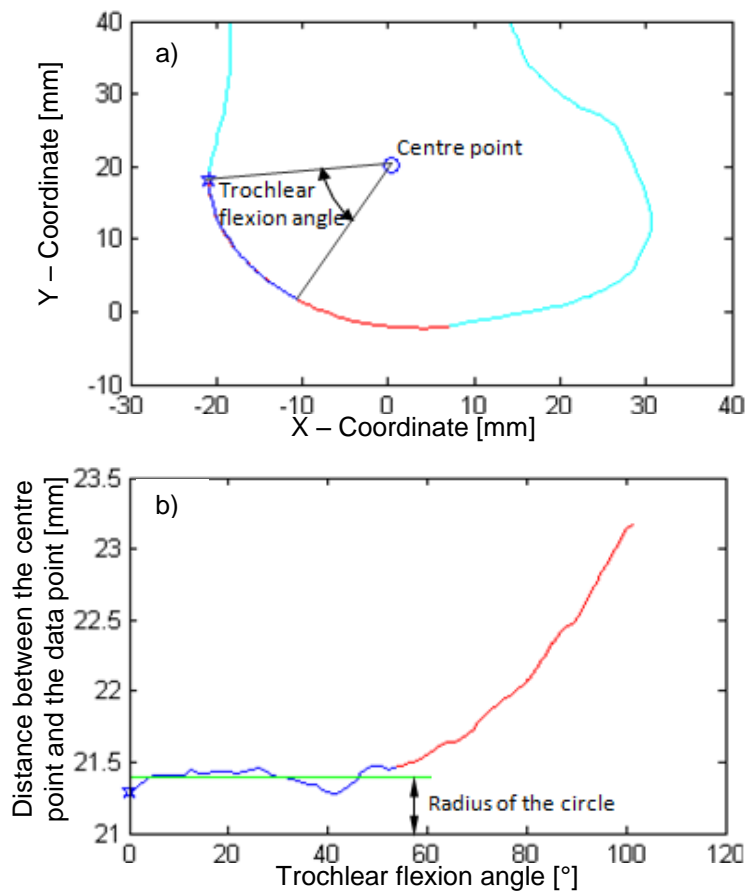 a)
Y – Coordinate [mm]
40
30
20
10
0
-10
Centre point
Trochlear
flexion angle
-30
-20
-10
0
10
20
30
40
X – Coordinate [mm]
b)
Distance between the centre
point and the data point [mm]
23.5
23
22.5
22
21.5
21
Radius of the circle
0
20
40
60
80
100
120
Trochlear flexion angle [°]